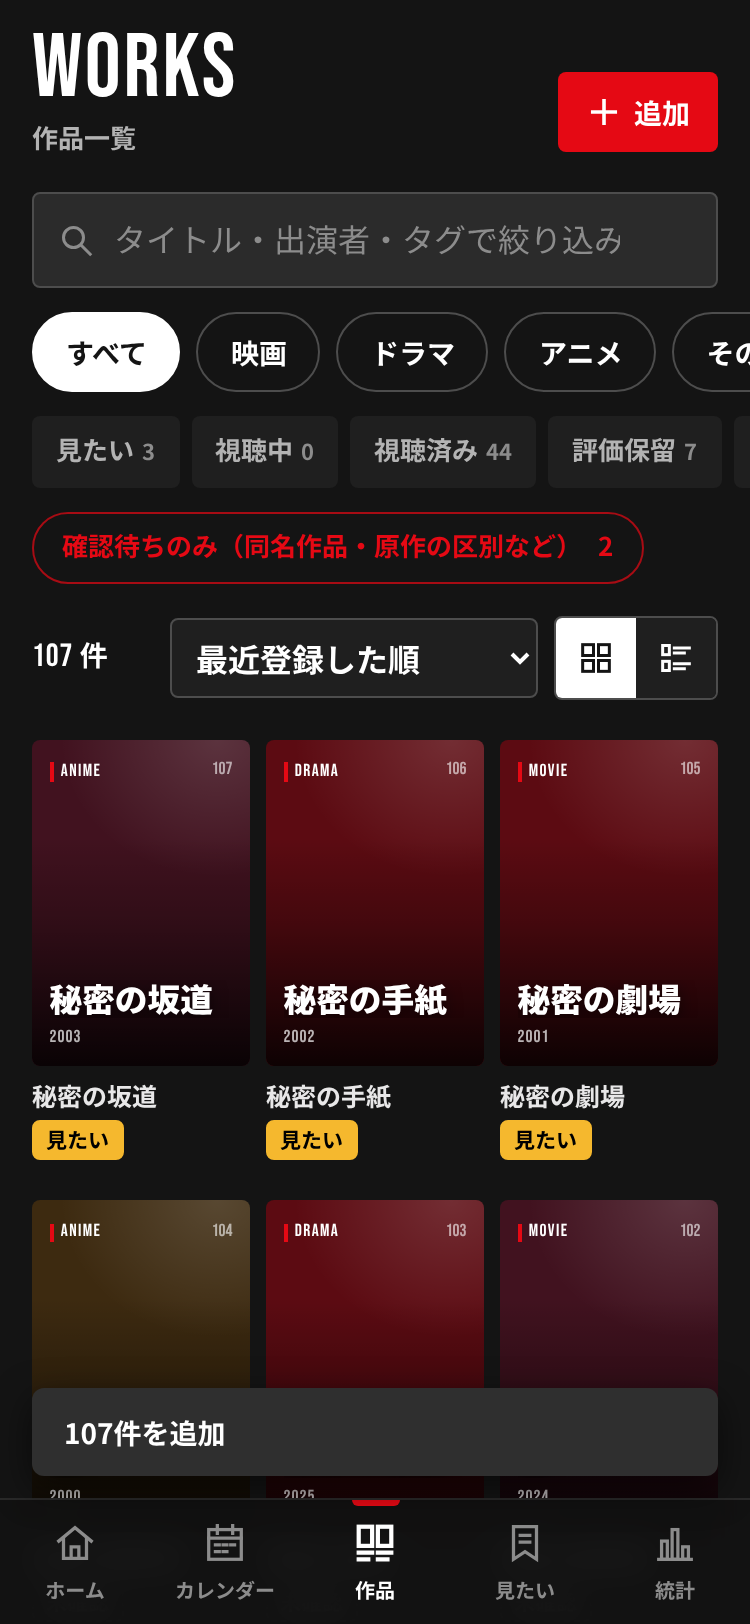 WORKS
作品一覧
追加
タイトル・出演者・タグで絞り込み
すべて 映画 ドラマ アニメ その
見たい 3 視聴中 0 視聴済み 44 評価保留 7
確認待ちのみ（同名作品・原作の区別など） 2
107 件 最近登録した順
ANIME 107 DRAMA 106 MOVIE 105
秘密の坂道 秘密の手紙 秘密の劇場
2003 2002 2001
秘密の坂道 秘密の手紙 秘密の劇場
見たい 見たい 見たい
ANIME 104 DRAMA 103 MOVIE 102
107件を追加
2000 2025 2024
ホーム カレンダー 作品 見たい 統計